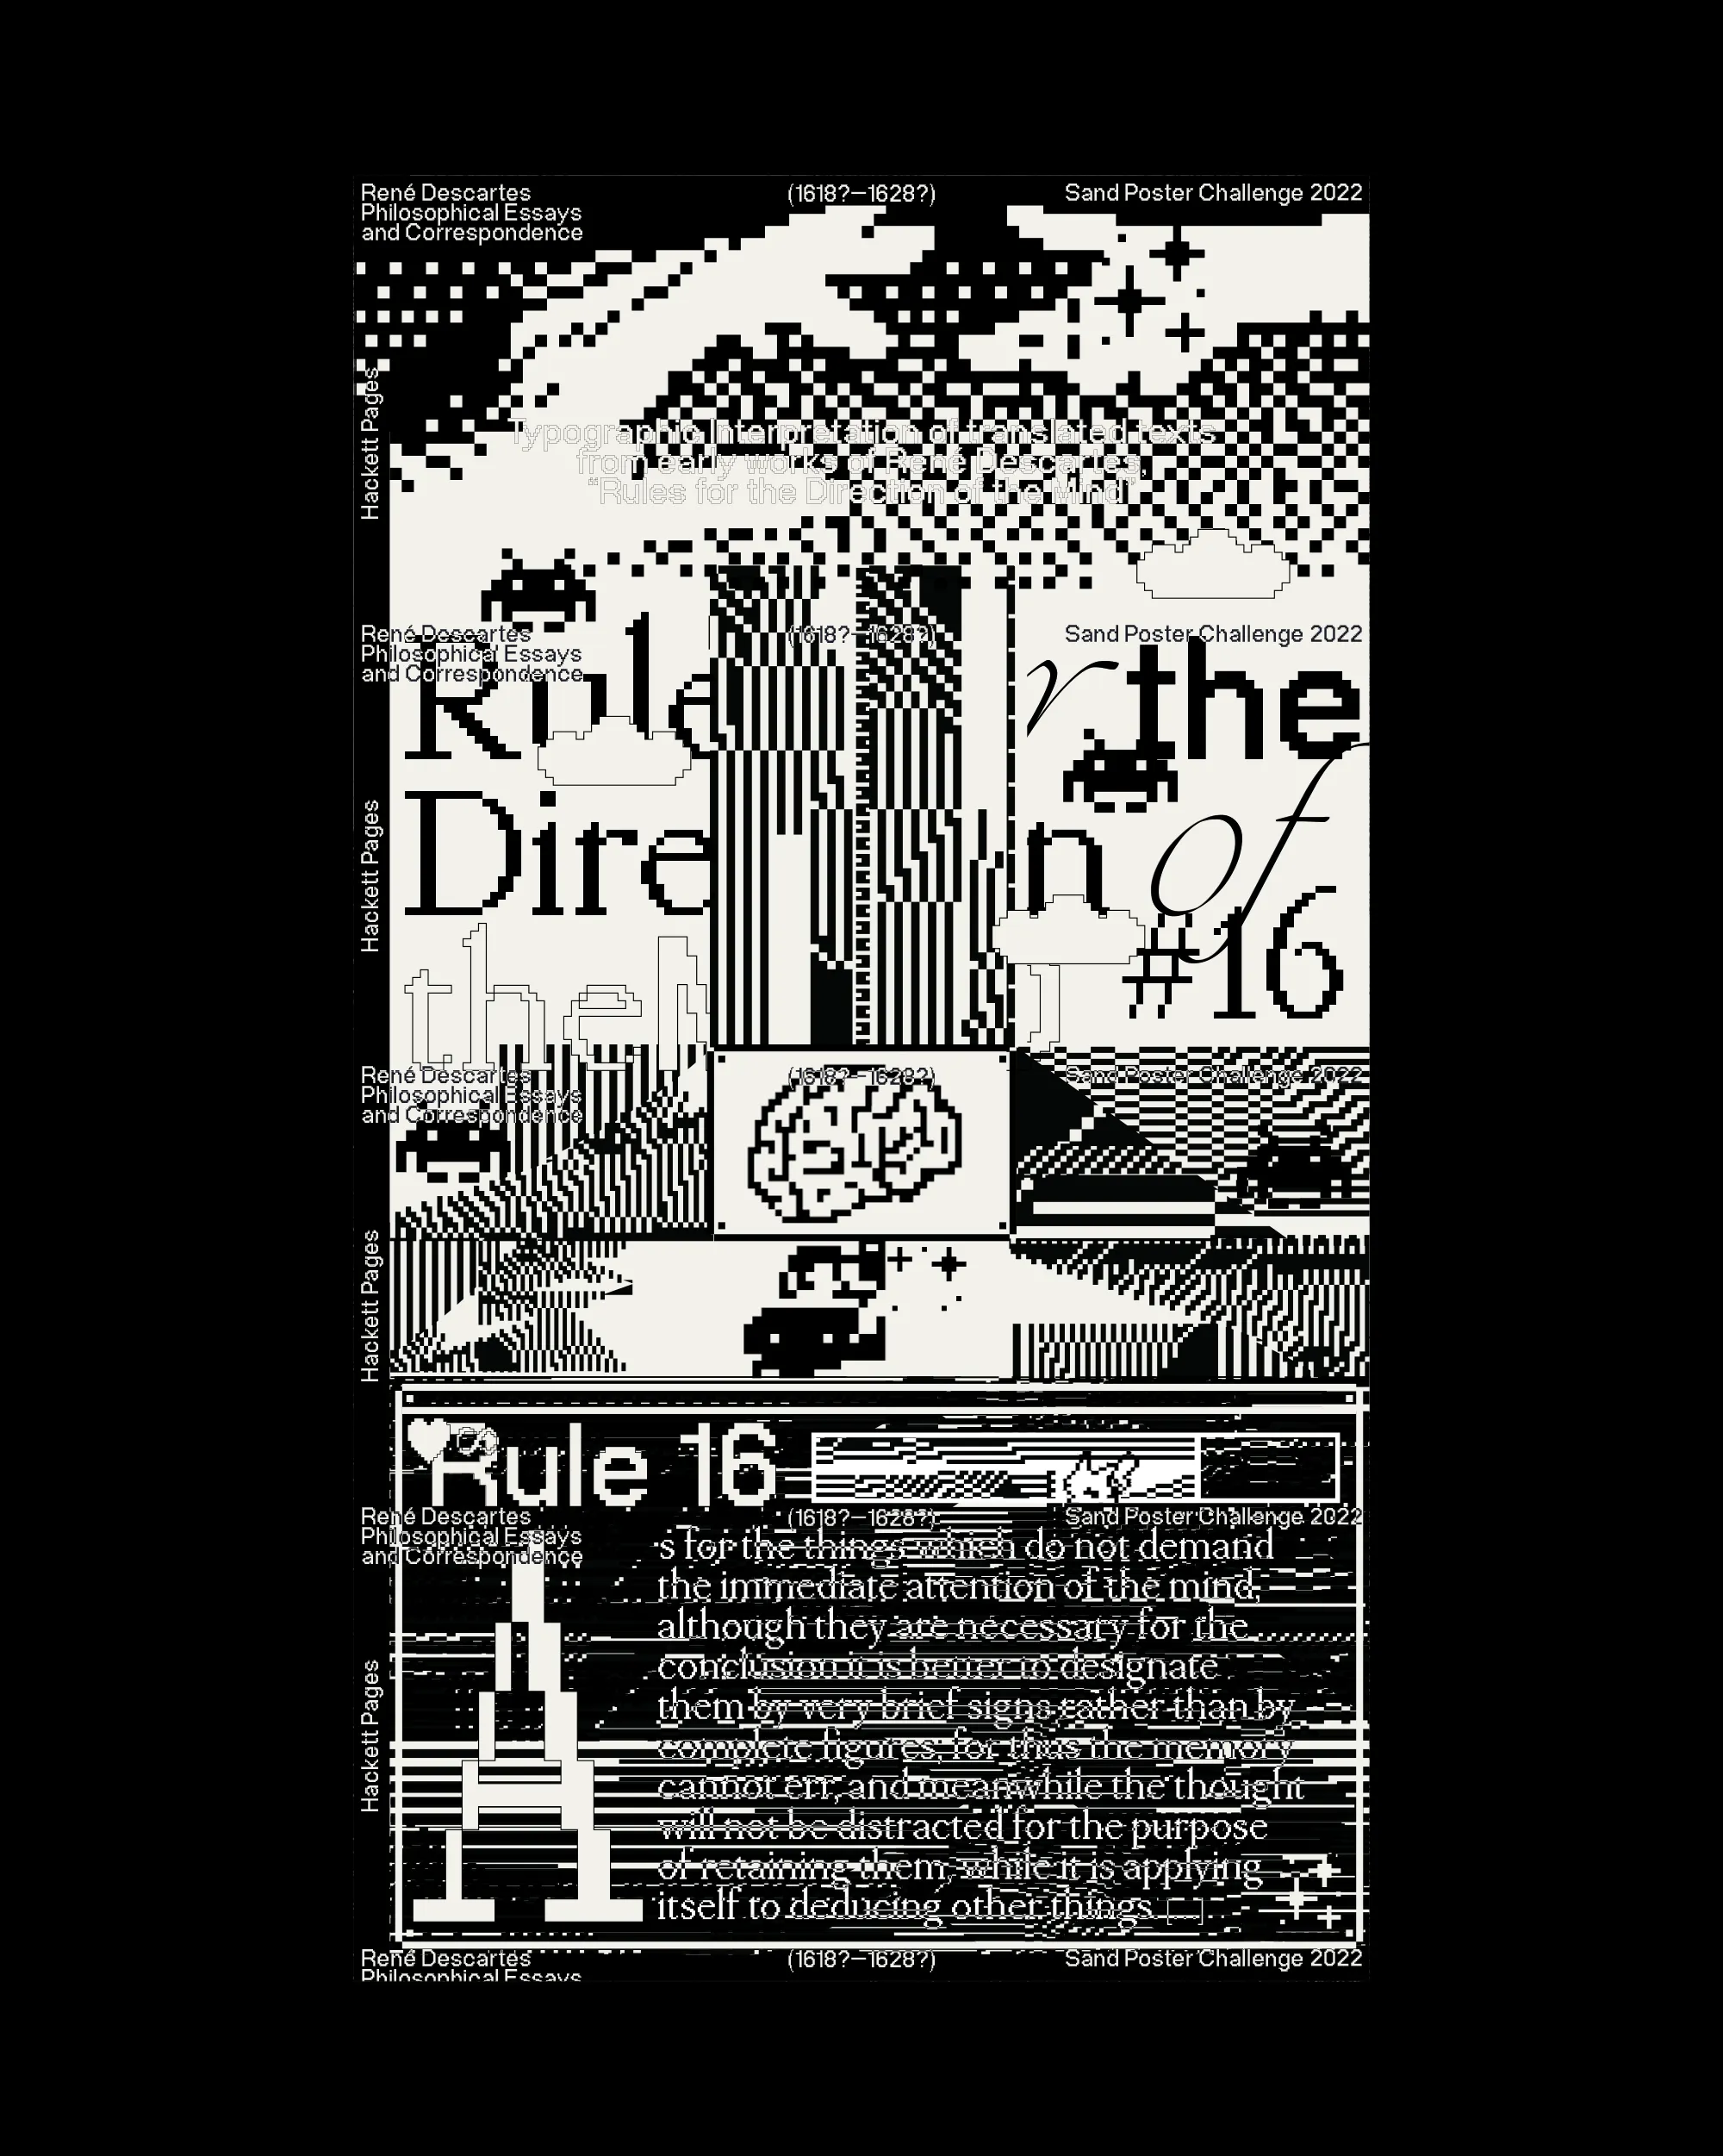 René Descartes
Philosophical Essays
and Correspondence
(1618?—1628?)
Sand Poster Challenge 2022
Hackett Pages
Typographic Interpretation of translated texts
from early works of René Descartes,
“Rules for the Direction of the Mind”
René Descartes
Philosophical Essays
and Correspondence
(1618?—1628?)
Sand Poster Challenge 2022
Rule r the
Hackett Pages
Dire n of
#16
the
René Descartes
Philosophical Essays
and Correspondence
(1618?—1628?)
Sand Poster Challenge 2022
Hackett Pages
Rule 16
René Descartes
Philosophical Essays
and Correspondence
(1618?—1628?)
Sand Poster Challenge 2022
Hackett Pages
A
s for the things which do not demand
the immediate attention of the mind,
although they are necessary for the
conclusion it is better to designate
them by very brief signs rather than by
complete figures; for thus the memory
cannot err, and meanwhile the thought
will not be distracted for the purpose
of retaining them, while it is applying
itself to deducing other things. [...]
René Descartes
Philosophical Essays
(1618?—1628?)
Sand Poster Challenge 2022